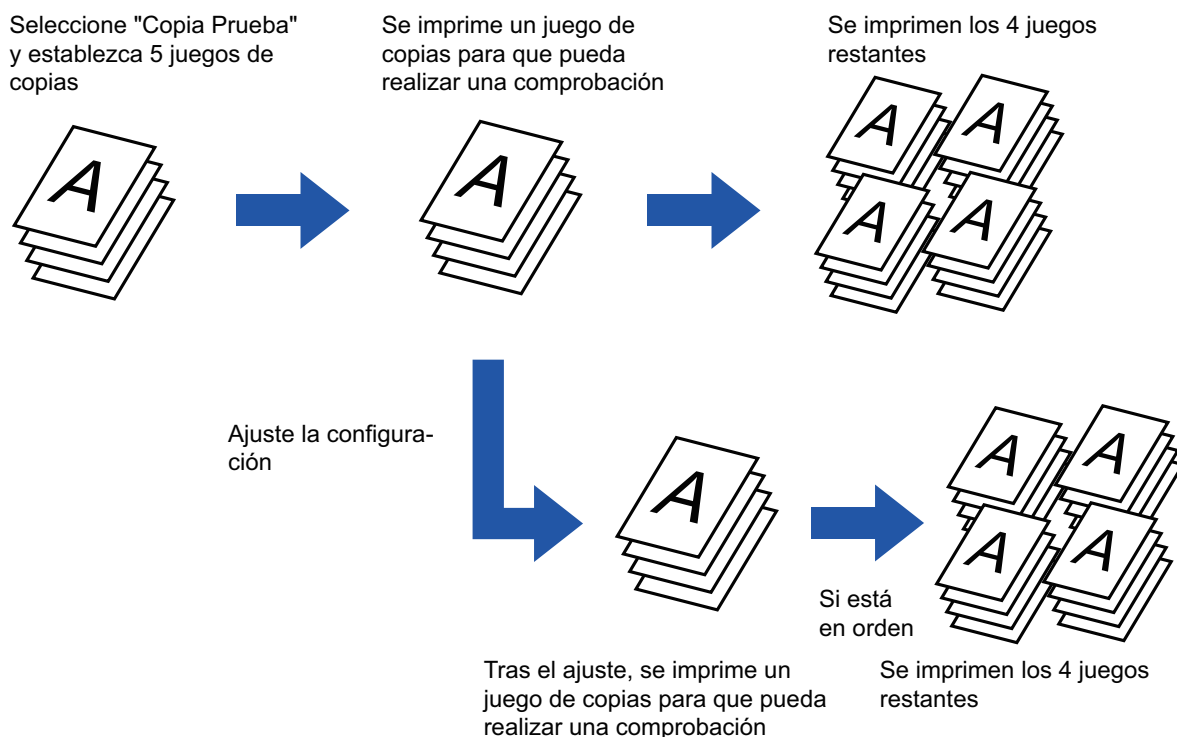 Seleccione "Copia Prueba"
y establezca 5 juegos de
copias
Se imprime un juego de
copias para que pueda
realizar una comprobación
Se imprimen los 4 juegos
restantes
A
A
A
A
A
A
Ajuste la configura-
ción
A
A
A
A
A
Si está
en orden
Tras el ajuste, se imprime un
juego de copias para que pueda
realizar una comprobación
Se imprimen los 4 juegos
restantes